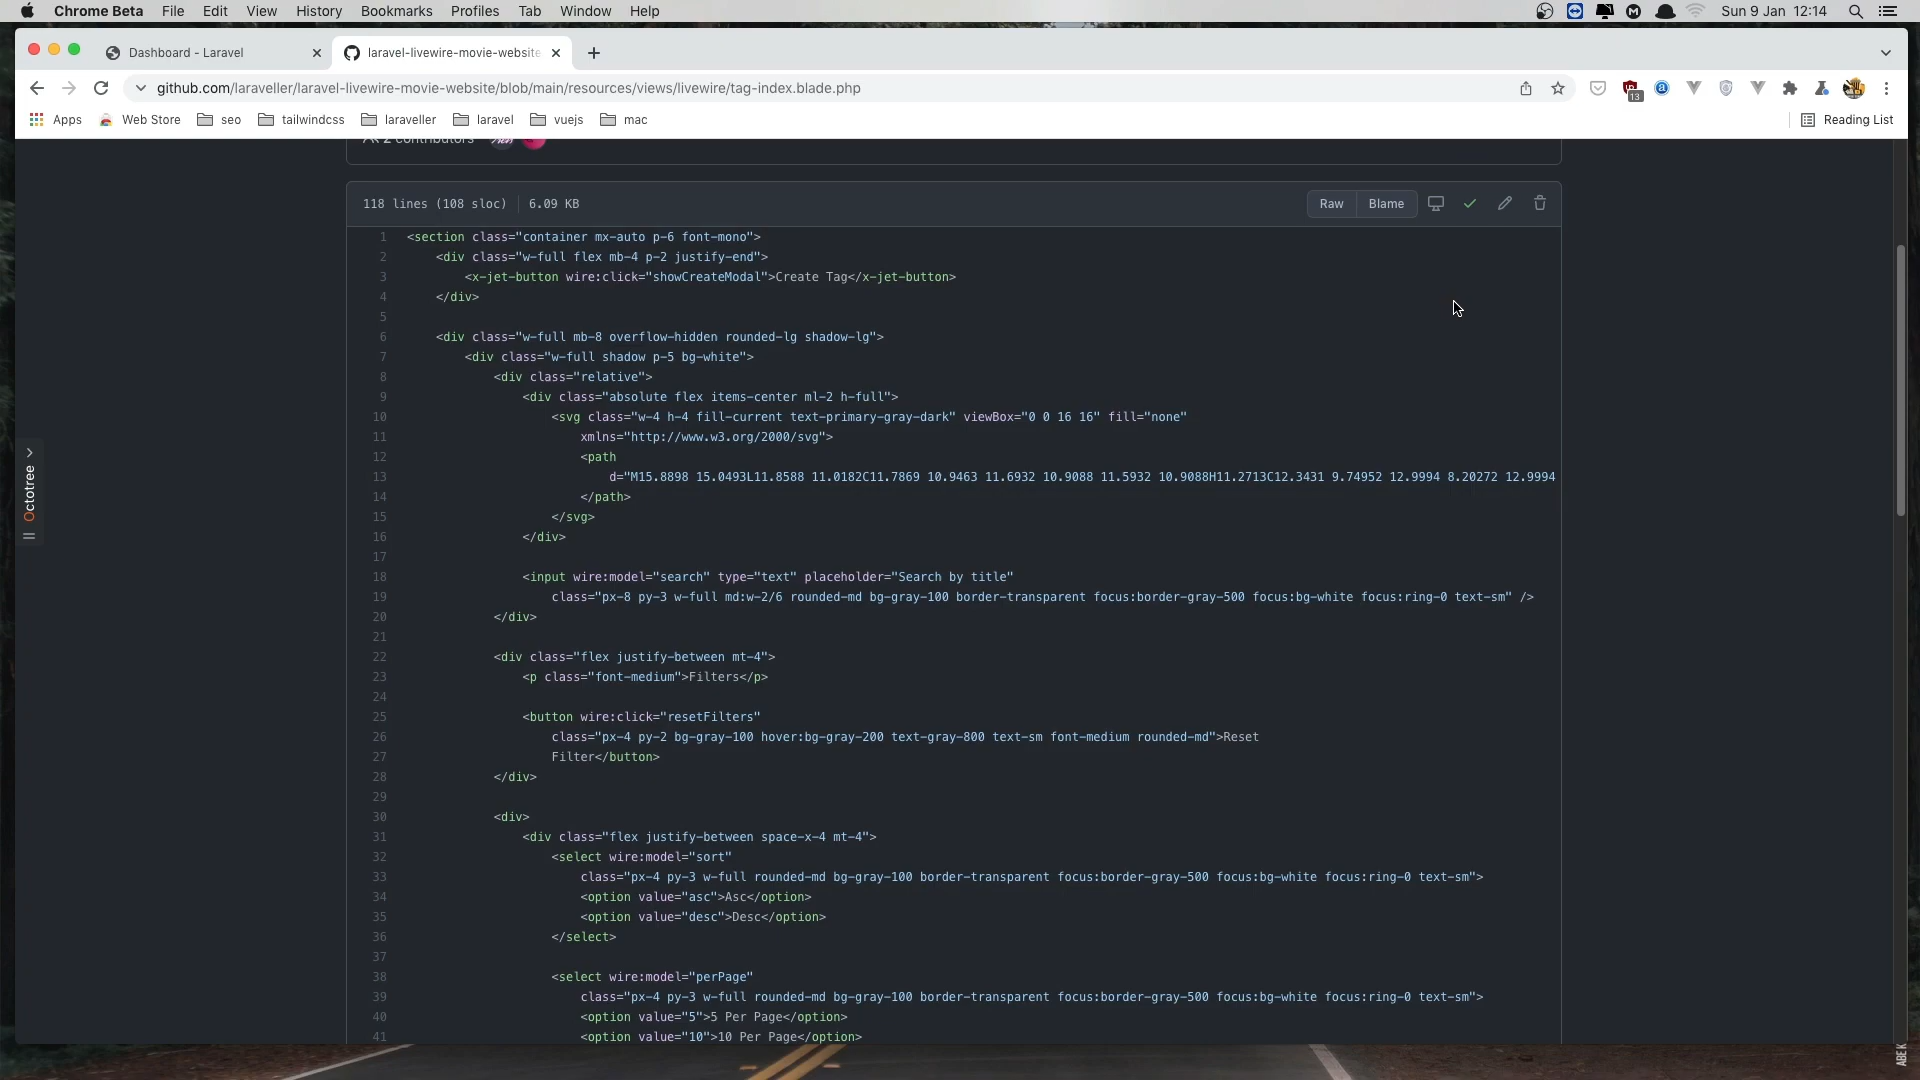 Chrome Beta File Edit View History Bookmarks Profiles Tab Window Help Sun 9 Jan 12:14
Dashboard - Laravel laravel-livewire-movie-website
github.com/laraveller/laravel-livewire-movie-website/blob/main/resources/views/livewire/tag-index.blade.php 13
Apps Web Store seo tailwindcss laraveller laravel vuejs mac Reading List
2 contributors
118 lines (108 sloc) 6.09 KB Raw Blame
1 <section class="container mx-auto p-6 font-mono">
2 <div class="w-full flex mb-4 p-2 justify-end">
3 <x-jet-button wire:click="showCreateModal">Create Tag</x-jet-button>
4 </div>
5
6 <div class="w-full mb-8 overflow-hidden rounded-lg shadow-lg">
7 <div class="w-full shadow p-5 bg-white">
8 <div class="relative">
9 <div class="absolute flex items-center ml-2 h-full">
10 <svg class="w-4 h-4 fill-current text-primary-gray-dark" viewBox="0 0 16 16" fill="none"
11 xmlns="http://www.w3.org/2000/svg">
12 <path
13 d="M15.8898 15.0493L11.8588 11.0182C11.7869 10.9463 11.6932 10.9088 11.5932 10.9088H11.2713C12.3431 9.74952 12.9994 8.20272 12.9994
14 </path>
15 </svg>
16 </div>
17
18 <input wire:model="search" type="text" placeholder="Search by title"
19 class="px-8 py-3 w-full md:w-2/6 rounded-md bg-gray-100 border-transparent focus:border-gray-500 focus:bg-white focus:ring-0 text-sm" />
20 </div>
21
22 <div class="flex justify-between mt-4">
23 <p class="font-medium">Filters</p>
24
25 <button wire:click="resetFilters"
26 class="px-4 py-2 bg-gray-100 hover:bg-gray-200 text-gray-800 text-sm font-medium rounded-md">Reset
27 Filter</button>
28 </div>
29
30 <div>
31 <div class="flex justify-between space-x-4 mt-4">
32 <select wire:model="sort"
33 class="px-4 py-3 w-full rounded-md bg-gray-100 border-transparent focus:border-gray-500 focus:bg-white focus:ring-0 text-sm">
34 <option value="asc">Asc</option>
35 <option value="desc">Desc</option>
36 </select>
37
38 <select wire:model="perPage"
39 class="px-4 py-3 w-full rounded-md bg-gray-100 border-transparent focus:border-gray-500 focus:bg-white focus:ring-0 text-sm">
40 <option value="5">5 Per Page</option>
41 <option value="10">10 Per Page</option>
Octotree